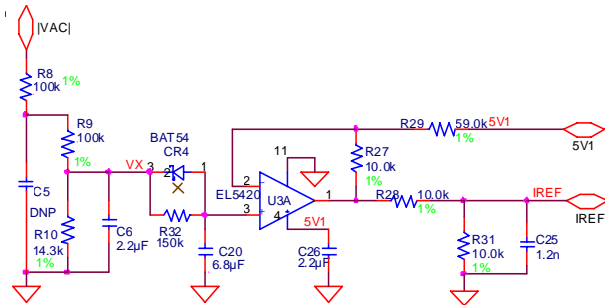 |VAC|
R8
1%
100k
R9
100k
1%
C5
DNP
R10
14.3k
1%
C6
2.2µF
VX
BAT54
CR4
3
2
1
R32
150k
C20
6.8µF
EL5420
2
3
11
U3A
4
1
5V1
C26
2.2µF
R27
10.0k
1%
R29
59.0k
1%
5V1
5V1
R28
10.0k
1%
IREF
IREF
R31
10.0k
1%
C25
1.2n